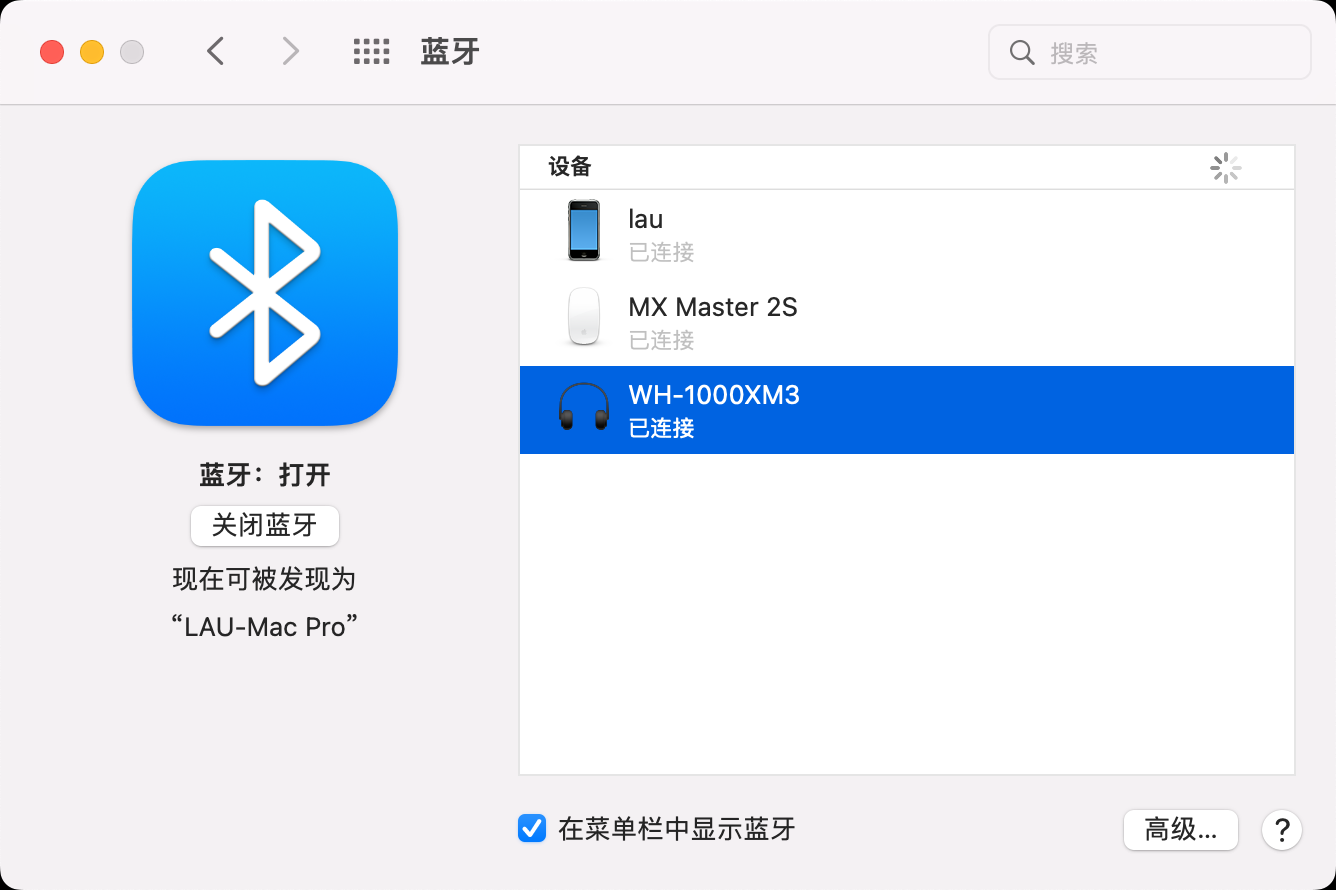 蓝牙
搜索
设备
lau
已连接
MX Master 2S
已连接
WH-1000XM3
已连接
蓝牙：打开
关闭蓝牙
现在可被发现为
“LAU-Mac Pro”
在菜单栏中显示蓝牙
高级...
?